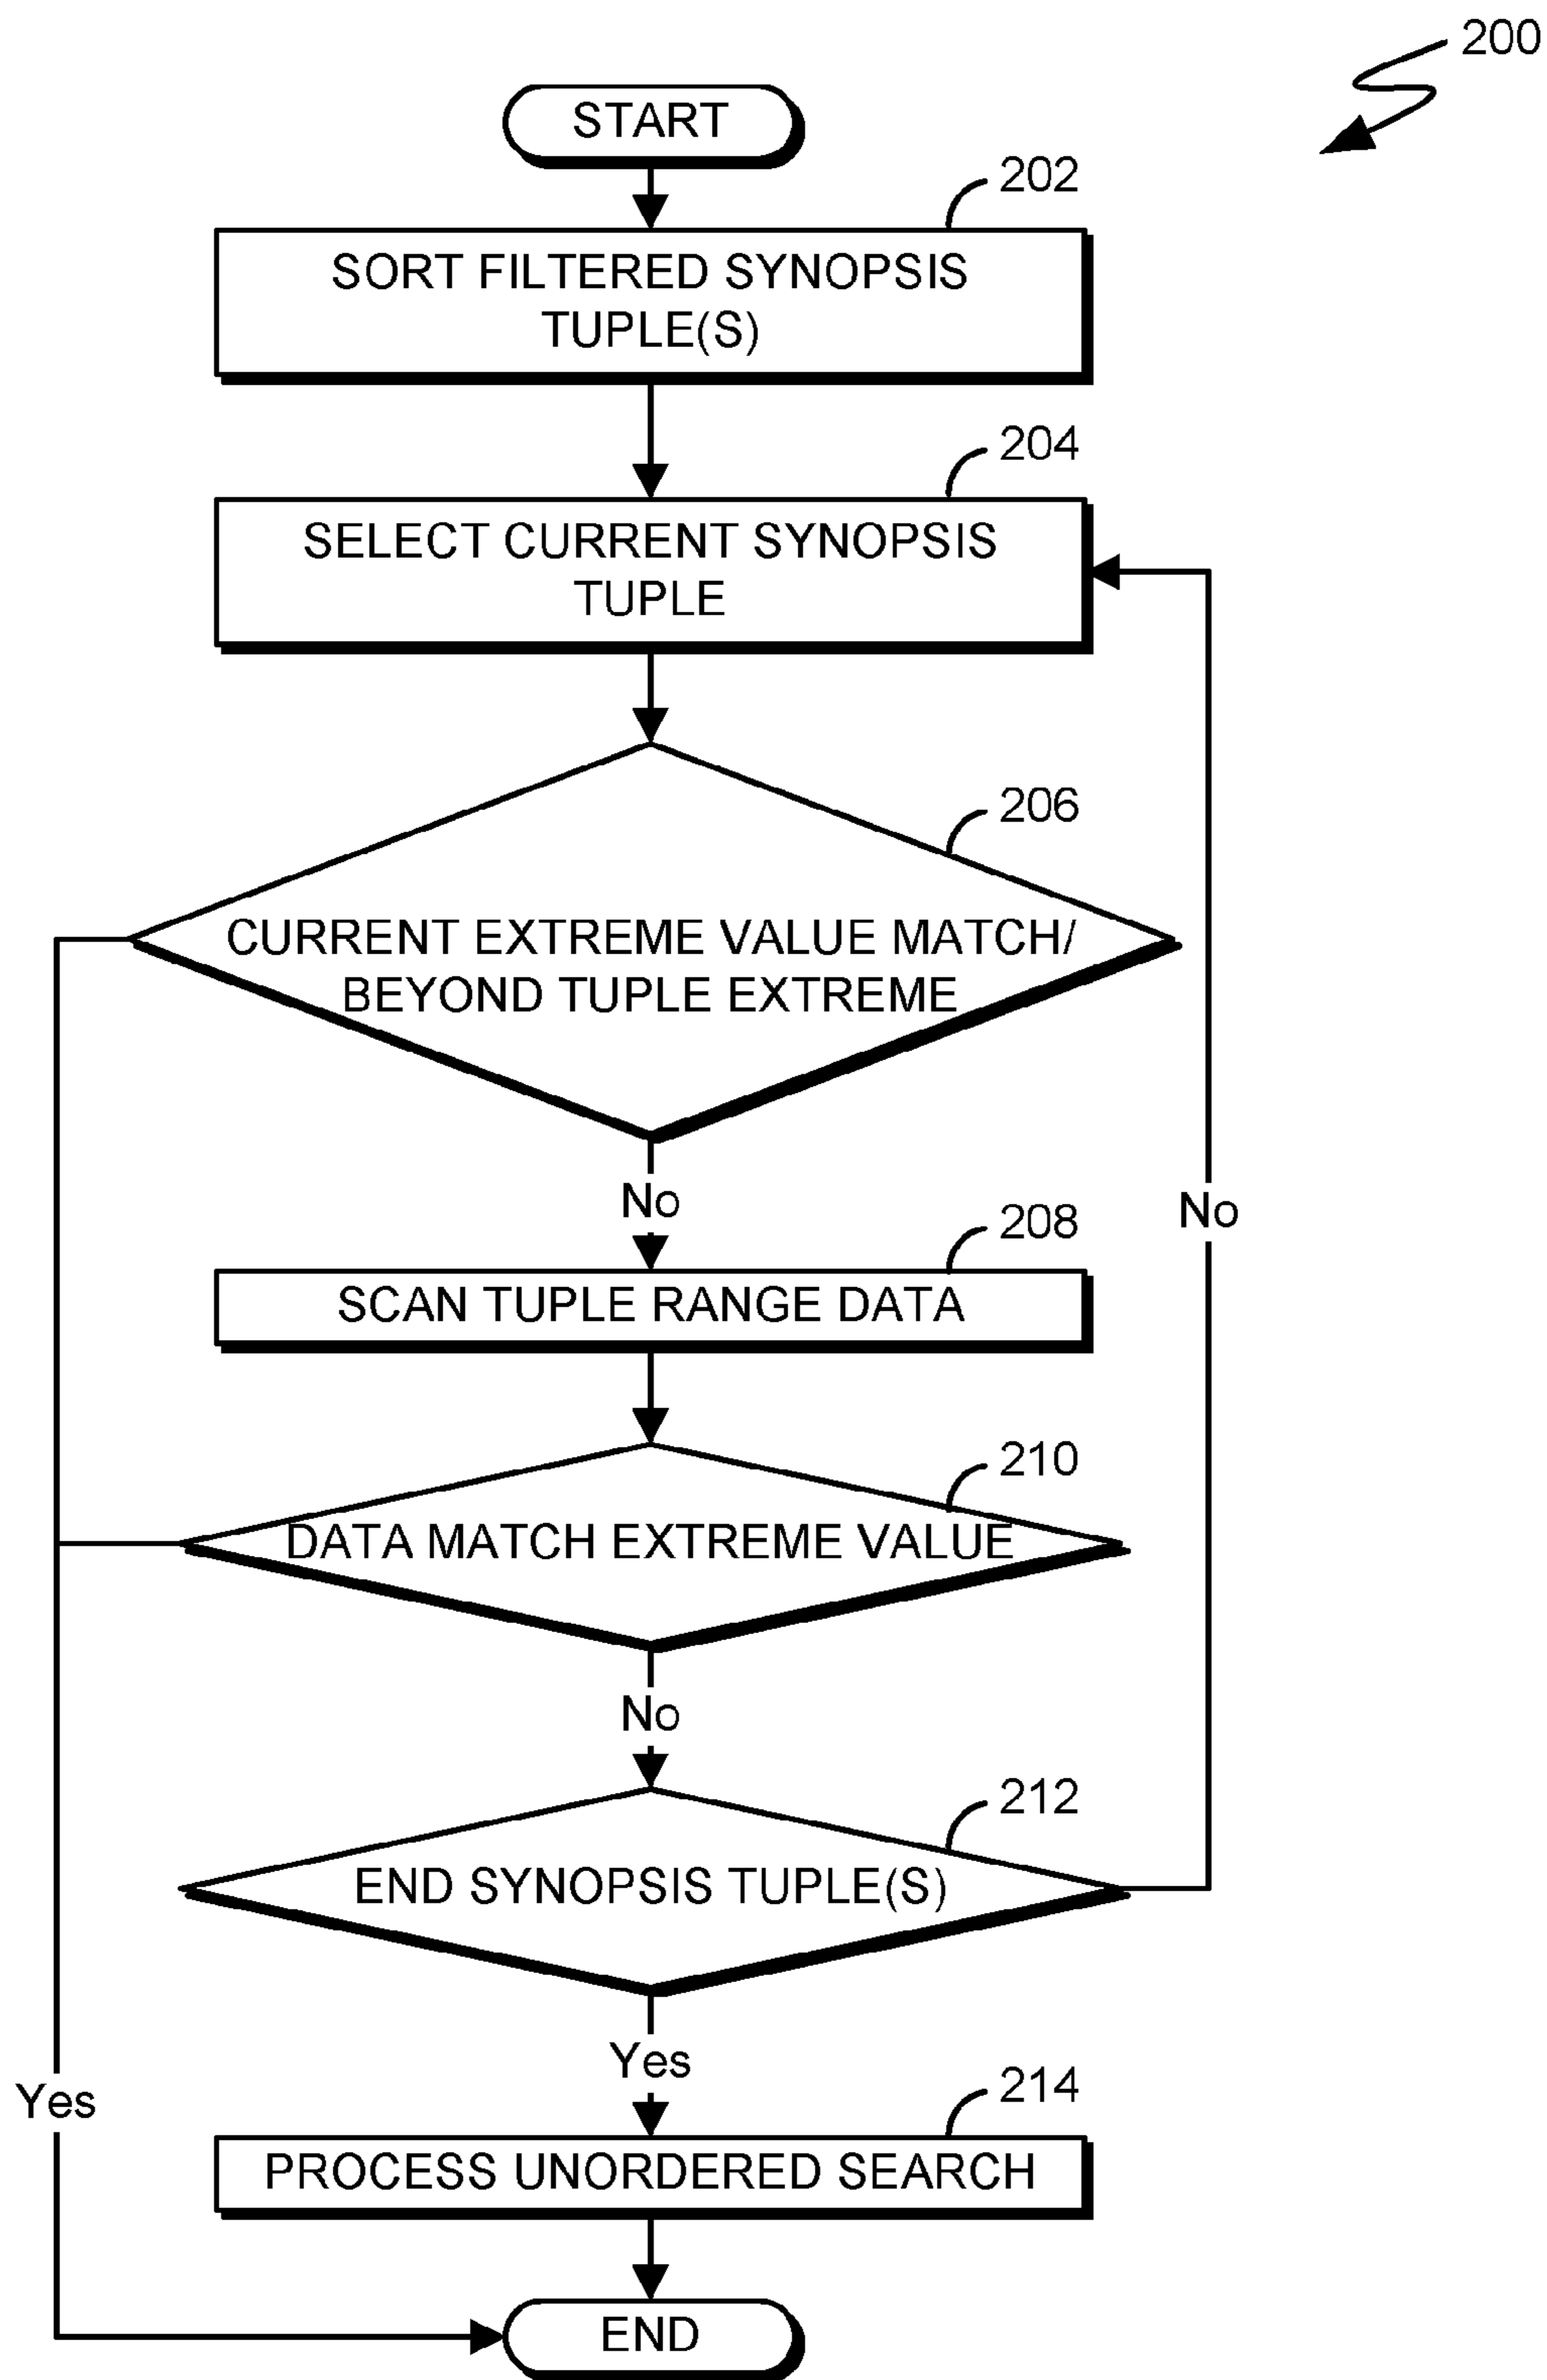 200
START
202
SORT FILTERED SYNOPSIS
TUPLE(S)
204
SELECT CURRENT SYNOPSIS
TUPLE
206
CURRENT EXTREME VALUE MATCH/
BEYOND TUPLE EXTREME
No
No
208
SCAN TUPLE RANGE DATA
210
DATA MATCH EXTREME VALUE
No
212
END SYNOPSIS TUPLE(S)
Yes
Yes
214
PROCESS UNORDERED SEARCH
END